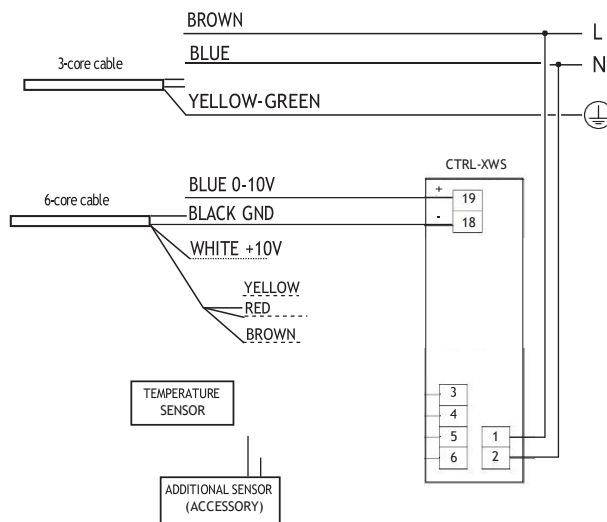 BROWN
L
BLUE
N
3-core cable
YELLOW-GREEN
CTRL-XWS
BLUE 0-10V
+
19
6-core cable
BLACK GND
-
18
WHITE +10V
YELLOW
RED
BROWN
TEMPERATURE
SENSOR
3
4
5
1
6
2
ADDITIONAL SENSOR
(ACCESSORY)